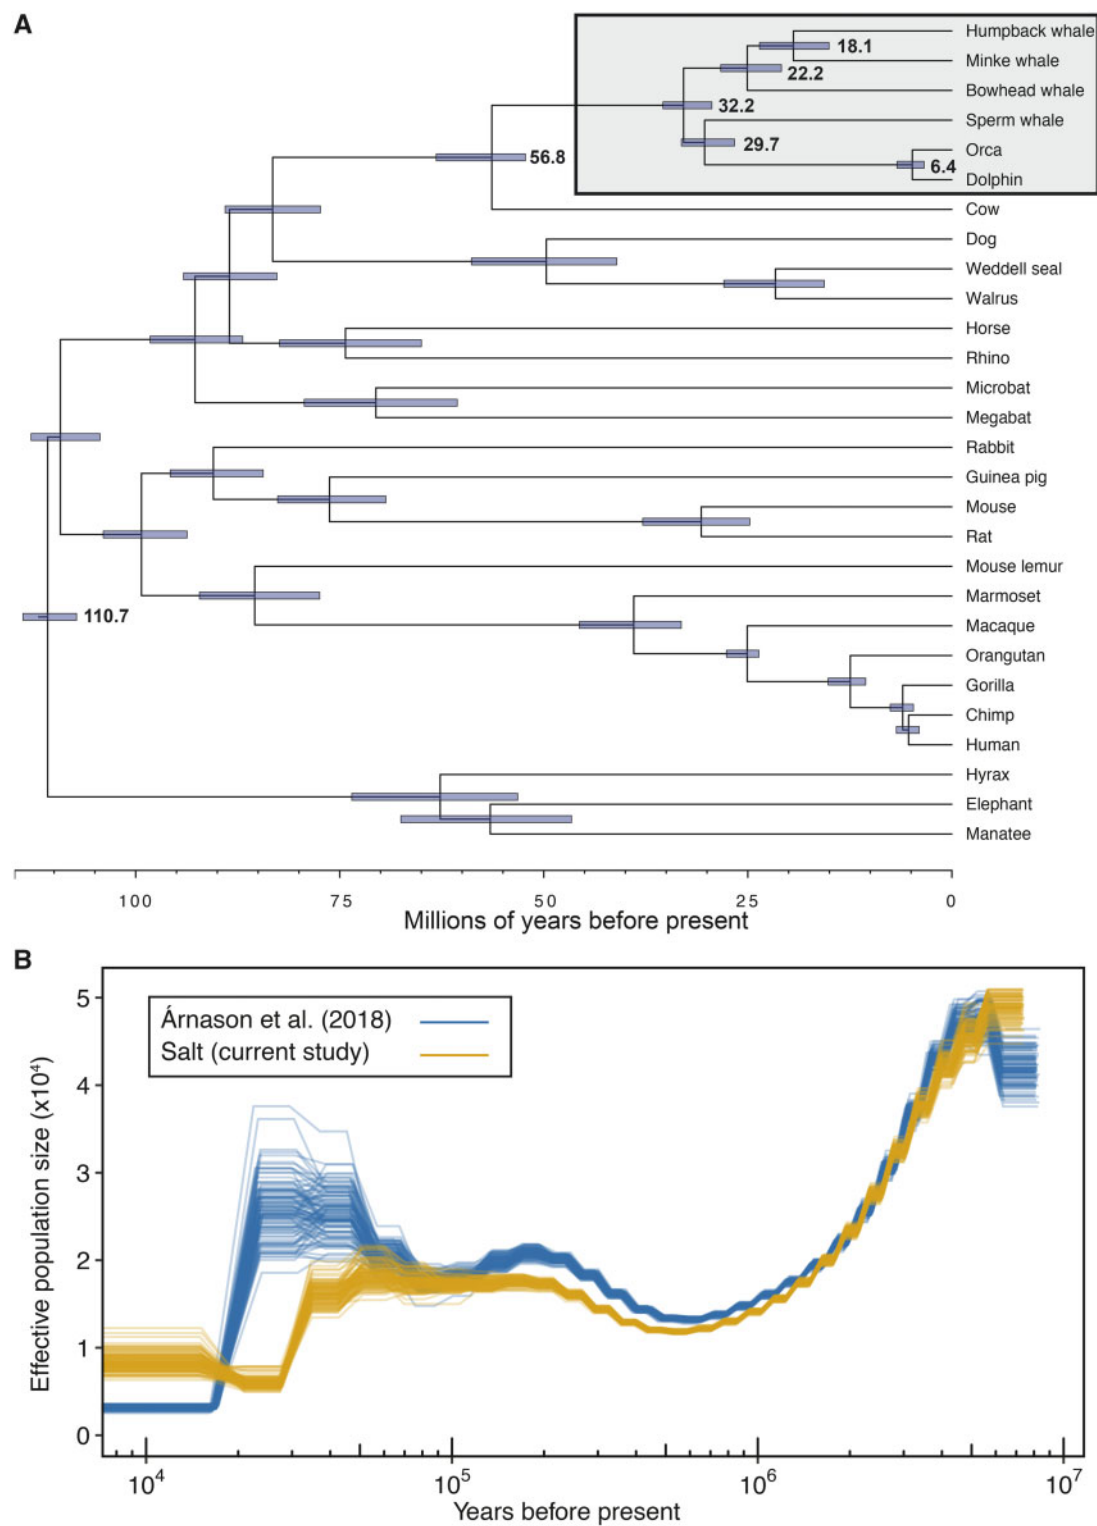 A
Humpback whale
18.1
Minke whale
22.2
Bowhead whale
32.2
Sperm whale
29.7
Orca
6.4
Dolphin
56.8
Cow
Dog
Weddell seal
Walrus
Horse
Rhino
Microbat
Megabat
Rabbit
Guinea pig
Mouse
Rat
Mouse lemur
Marmoset
110.7
Macaque
Orangutan
Gorilla
Chimp
Human
Hyrax
Elephant
Manatee
100 75 50 25 0
Millions of years before present
B
Effective population size (x10⁴)
5
4
3
2
1
0
Árnason et al. (2018)
Salt (current study)
10⁴ 10⁵ 10⁶ 10⁷
Years before present